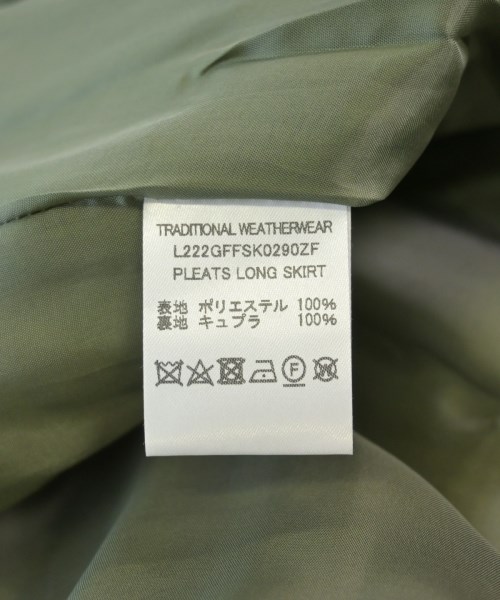 TRADITIONAL WEATHERWEAR
L222GFFSK0290ZF
PLEATS LONG SKIRT
表地 ポリエステル 100%
裏地 キュプラ 100%